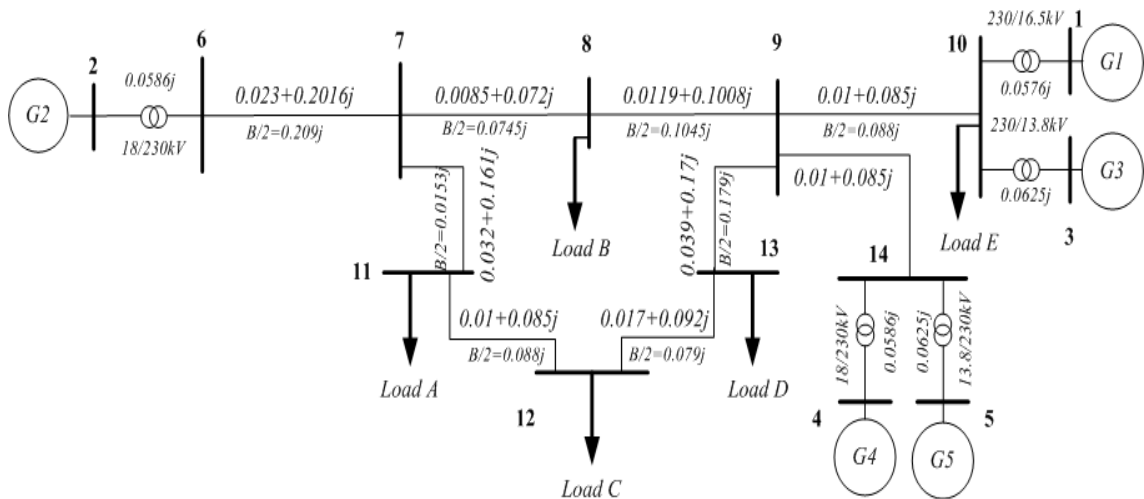 230/16.5kV
1
G1
0.0576j
10
9
8
7
6
2
0.0586j
G2
18/230kV
0.023+0.2016j
B/2=0.209j
0.0085+0.072j
B/2=0.0745j
0.0119+0.1008j
B/2=0.1045j
0.01+0.085j
B/2=0.088j
230/13.8kV
G3
0.0625j
3
0.01+0.085j
B/2=0.0153j
0.032+0.161j
Load B
0.039+0.17j
B/2=0.179j
Load E
13
14
11
0.01+0.085j
B/2=0.088j
0.017+0.092j
B/2=0.079j
18/230kV
0.0586j
0.0625j
13.8/230kV
Load A
Load D
12
4
5
G4
G5
Load C